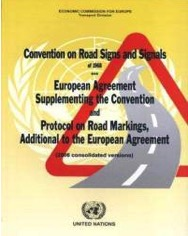 ECONOMIC COMMISSION FOR EUROPE
Transport Division
Convention on Road Signs and Signals
of 1968
and
European Agreement
Supplementing the Convention
and
Protocol on Road Markings,
Additional to the European Agreement
(2006 consolidated versions)
UNITED NATIONS